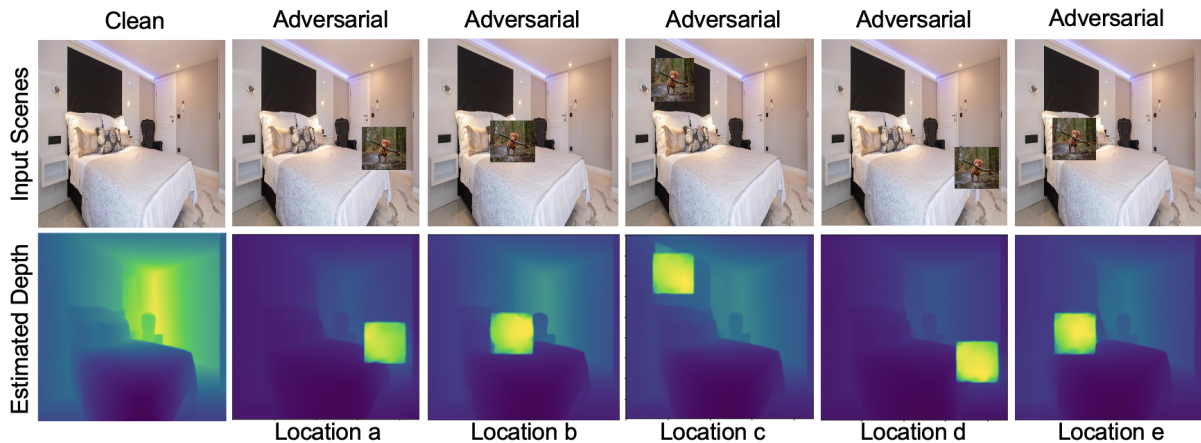 Clean Adversarial Adversarial Adversarial Adversarial Adversarial
Input Scenes
Estimated Depth
Location a Location b Location c Location d Location e